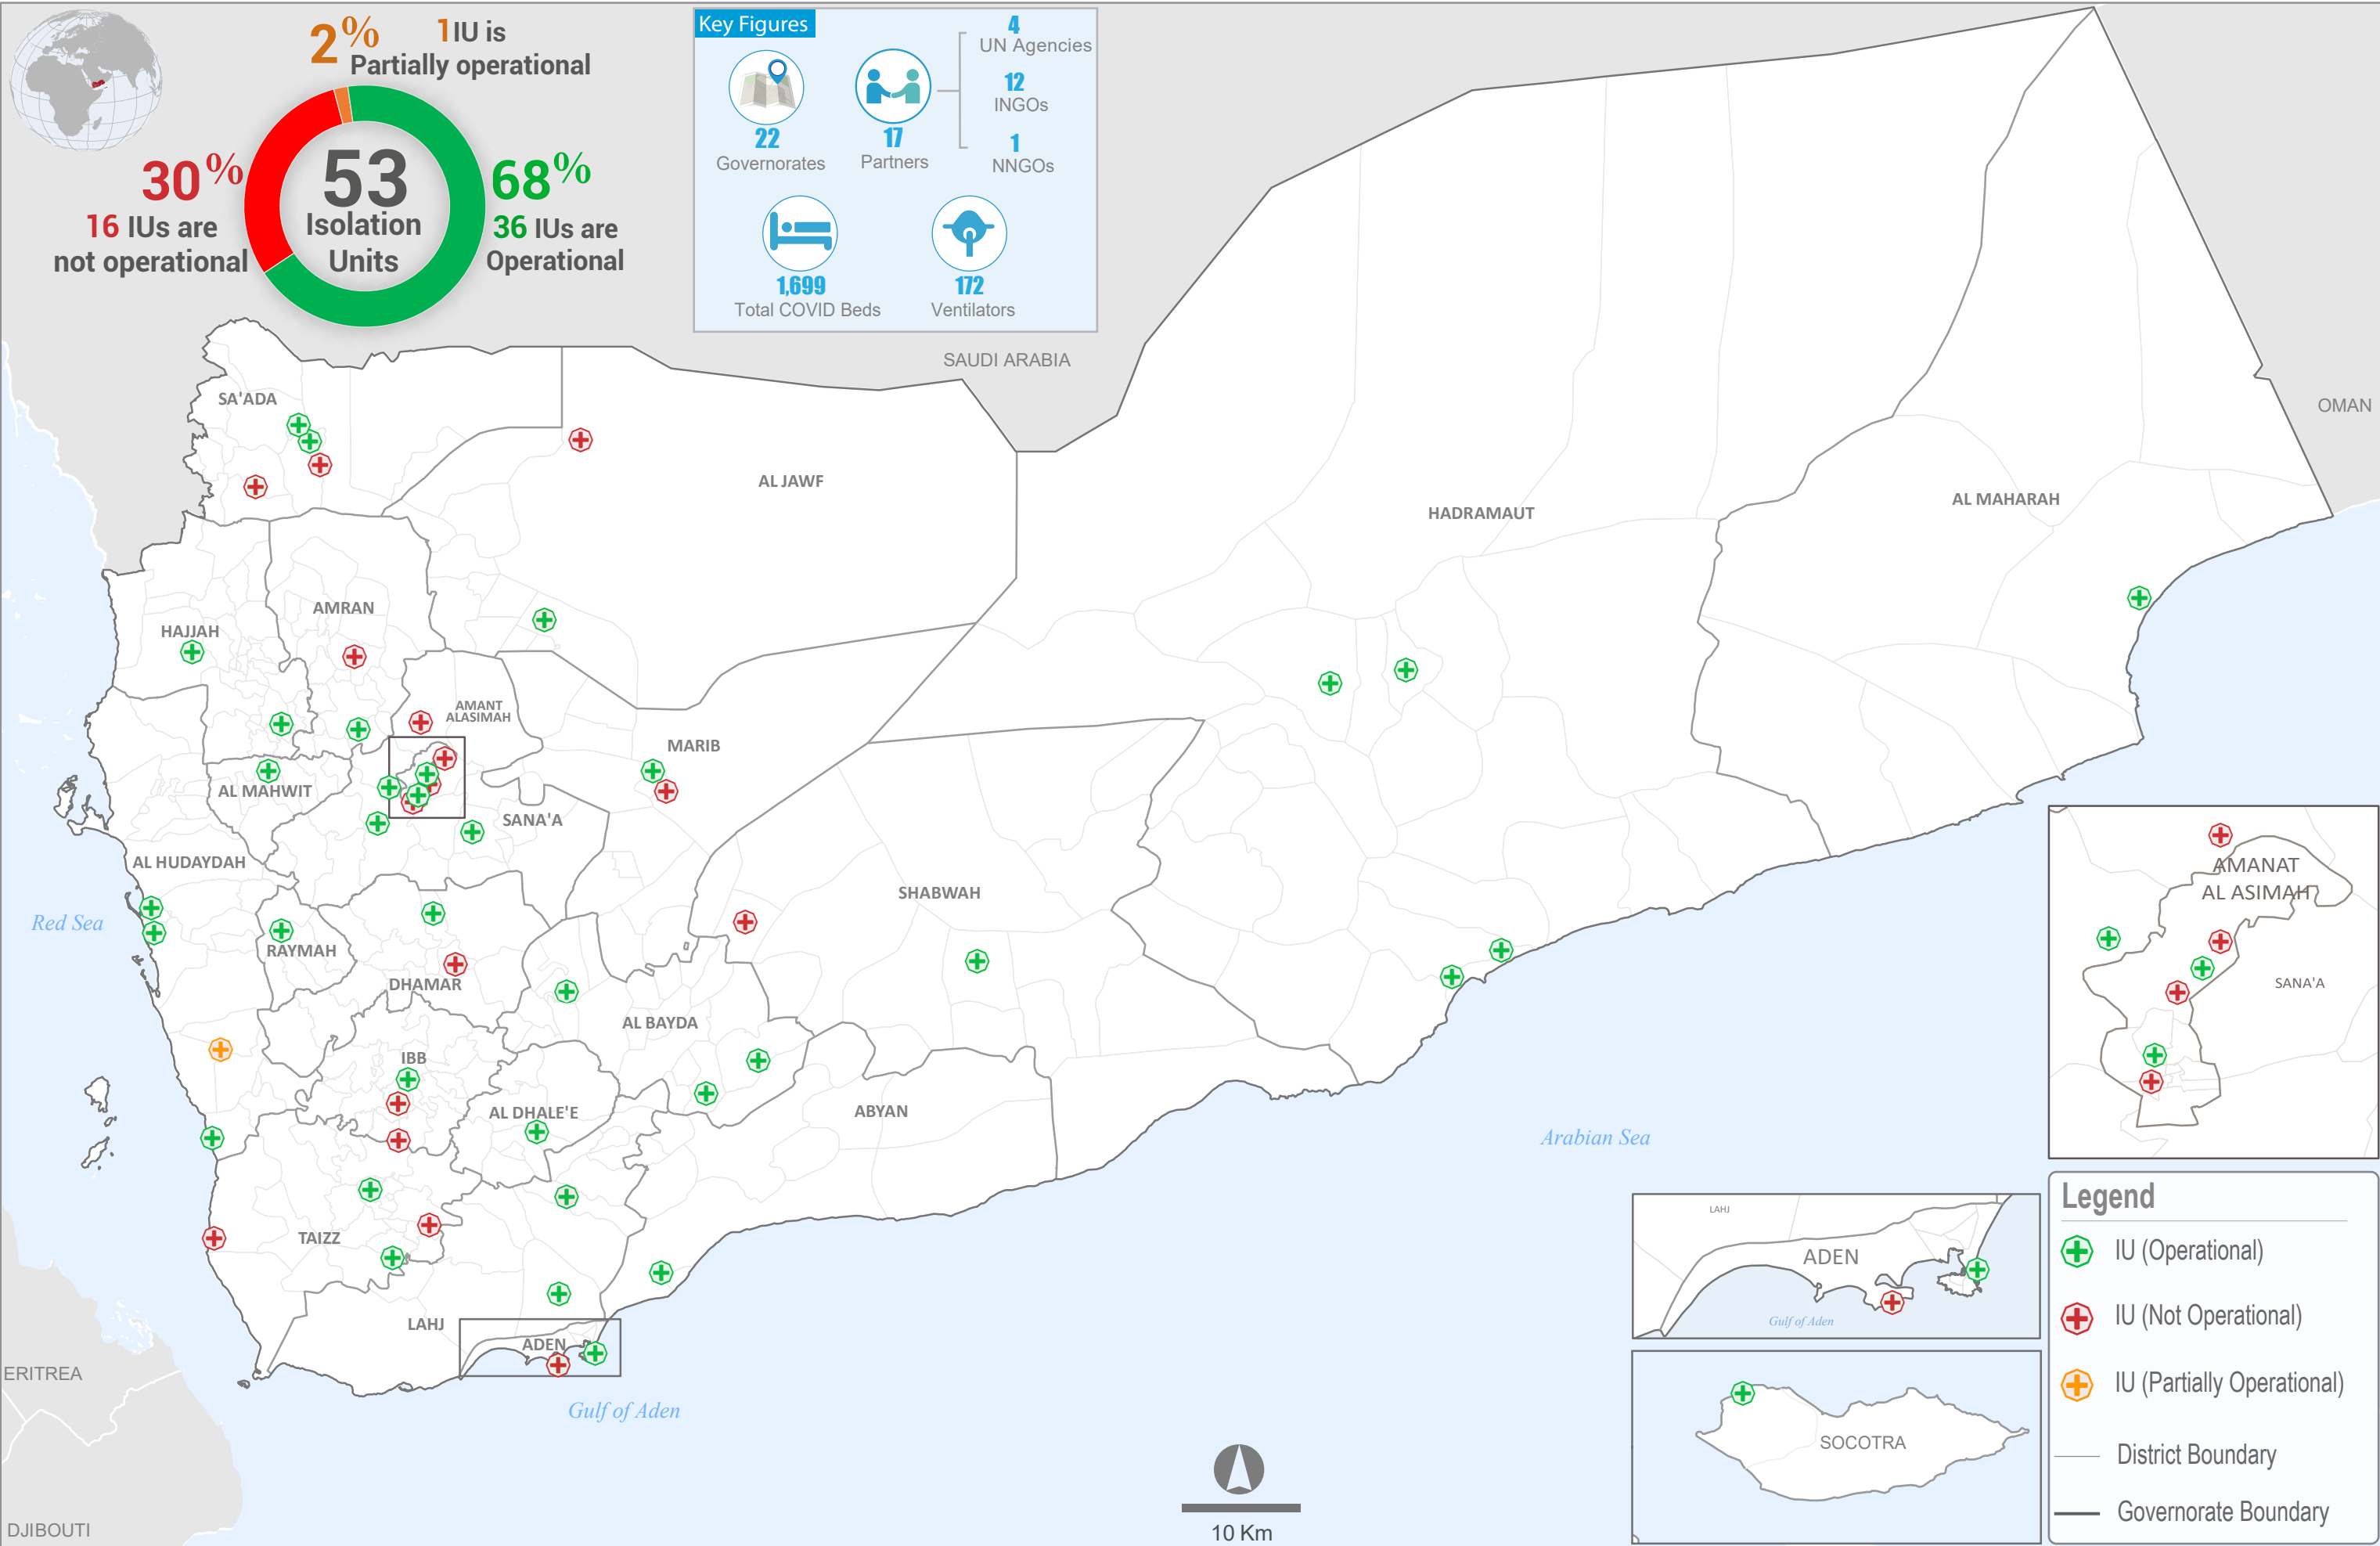 2%
1 IU is
Partially operational
30%
16 IUs are
not operational
53
Isolation
Units
68%
36 IUs are
Operational
Key Figures
22
Governorates
17
Partners
4
UN Agencies
12
INGOs
1
NNGOs
1,699
Total COVID Beds
172
Ventilators
SAUDI ARABIA
OMAN
SA'ADA
AL JAWF
HADRAMAUT
AL MAHARAH
AMRAN
HAJJAH
AMANT
ALASIMAH
MARIB
AL MAHWIT
SANA'A
AL HUDAYDAH
SHABWAH
Red Sea
RAYMAH
DHAMAR
AL BAYDA
IBB
AL DHALE'E
ABYAN
Arabian Sea
TAIZZ
LAHJ
ADEN
ERITREA
Gulf of Aden
DJIBOUTI
10 Km
AMANAT
AL ASIMAH
SANA'A
LAHJ
ADEN
Gulf of Aden
SOCOTRA
Legend
IU (Operational)
IU (Not Operational)
IU (Partially Operational)
District Boundary
Governorate Boundary